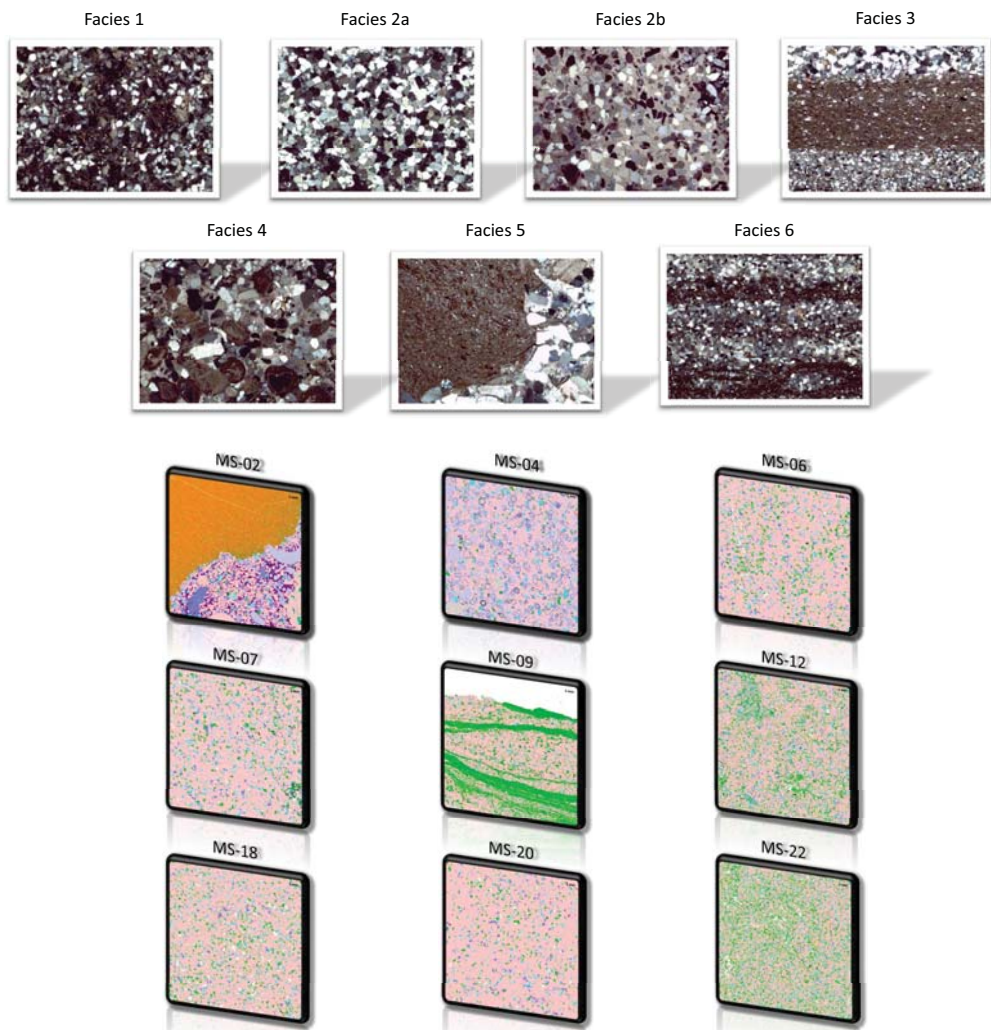 Facies 1 Facies 2a Facies 2b Facies 3
Facies 4 Facies 5 Facies 6
MS-02 MS-04 MS-06
MS-07 MS-09 MS-12
MS-18 MS-20 MS-22